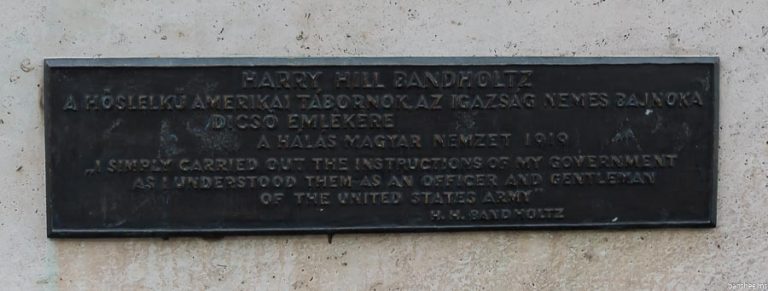 HARRY HILL BANDHOLTZ
A HŐSLELKŰ AMERIKAI TÁBORNOK, AZ IGAZSÁG NEMES BAJNOKA
DICSŐ EMLÉKÉRE
A HÁLÁS MAGYAR NEMZET 1919
„I SIMPLY CARRIED OUT THE INSTRUCTIONS OF MY GOVERNMENT
AS I UNDERSTOOD THEM AS AN OFFICER AND GENTLEMAN
OF THE UNITED STATES ARMY"
H. H. BANDHOLTZ